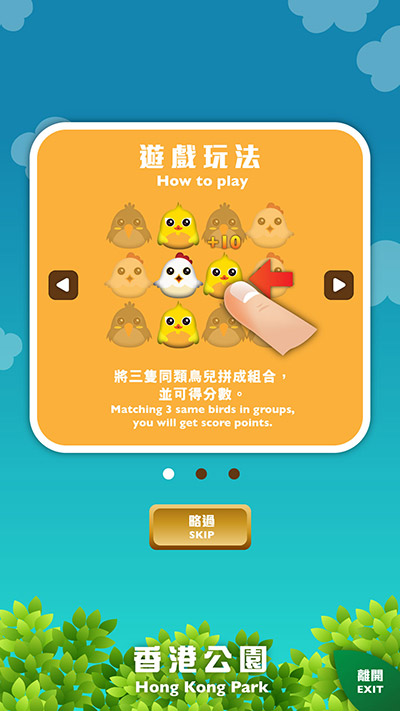 遊戲玩法
How to play
+10
將三隻同類鳥兒拼成組合，
並可得分數。
Matching 3 same birds in groups,
you will get score points.
略過
SKIP
香港公園
Hong Kong Park
離開
EXIT